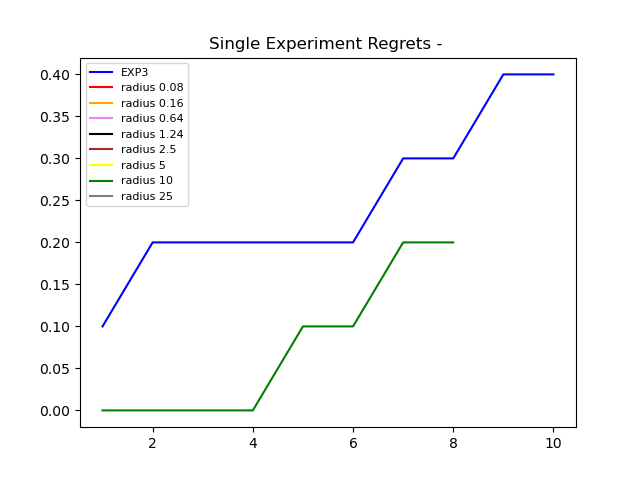 Single Experiment Regrets -
0.40
0.35
0.30
0.25
0.20
0.15
0.10
0.05
0.00
EXP3
radius 0.08
radius 0.16
radius 0.64
radius 1.24
radius 2.5
radius 5
radius 10
radius 25
2 4 6 8 10